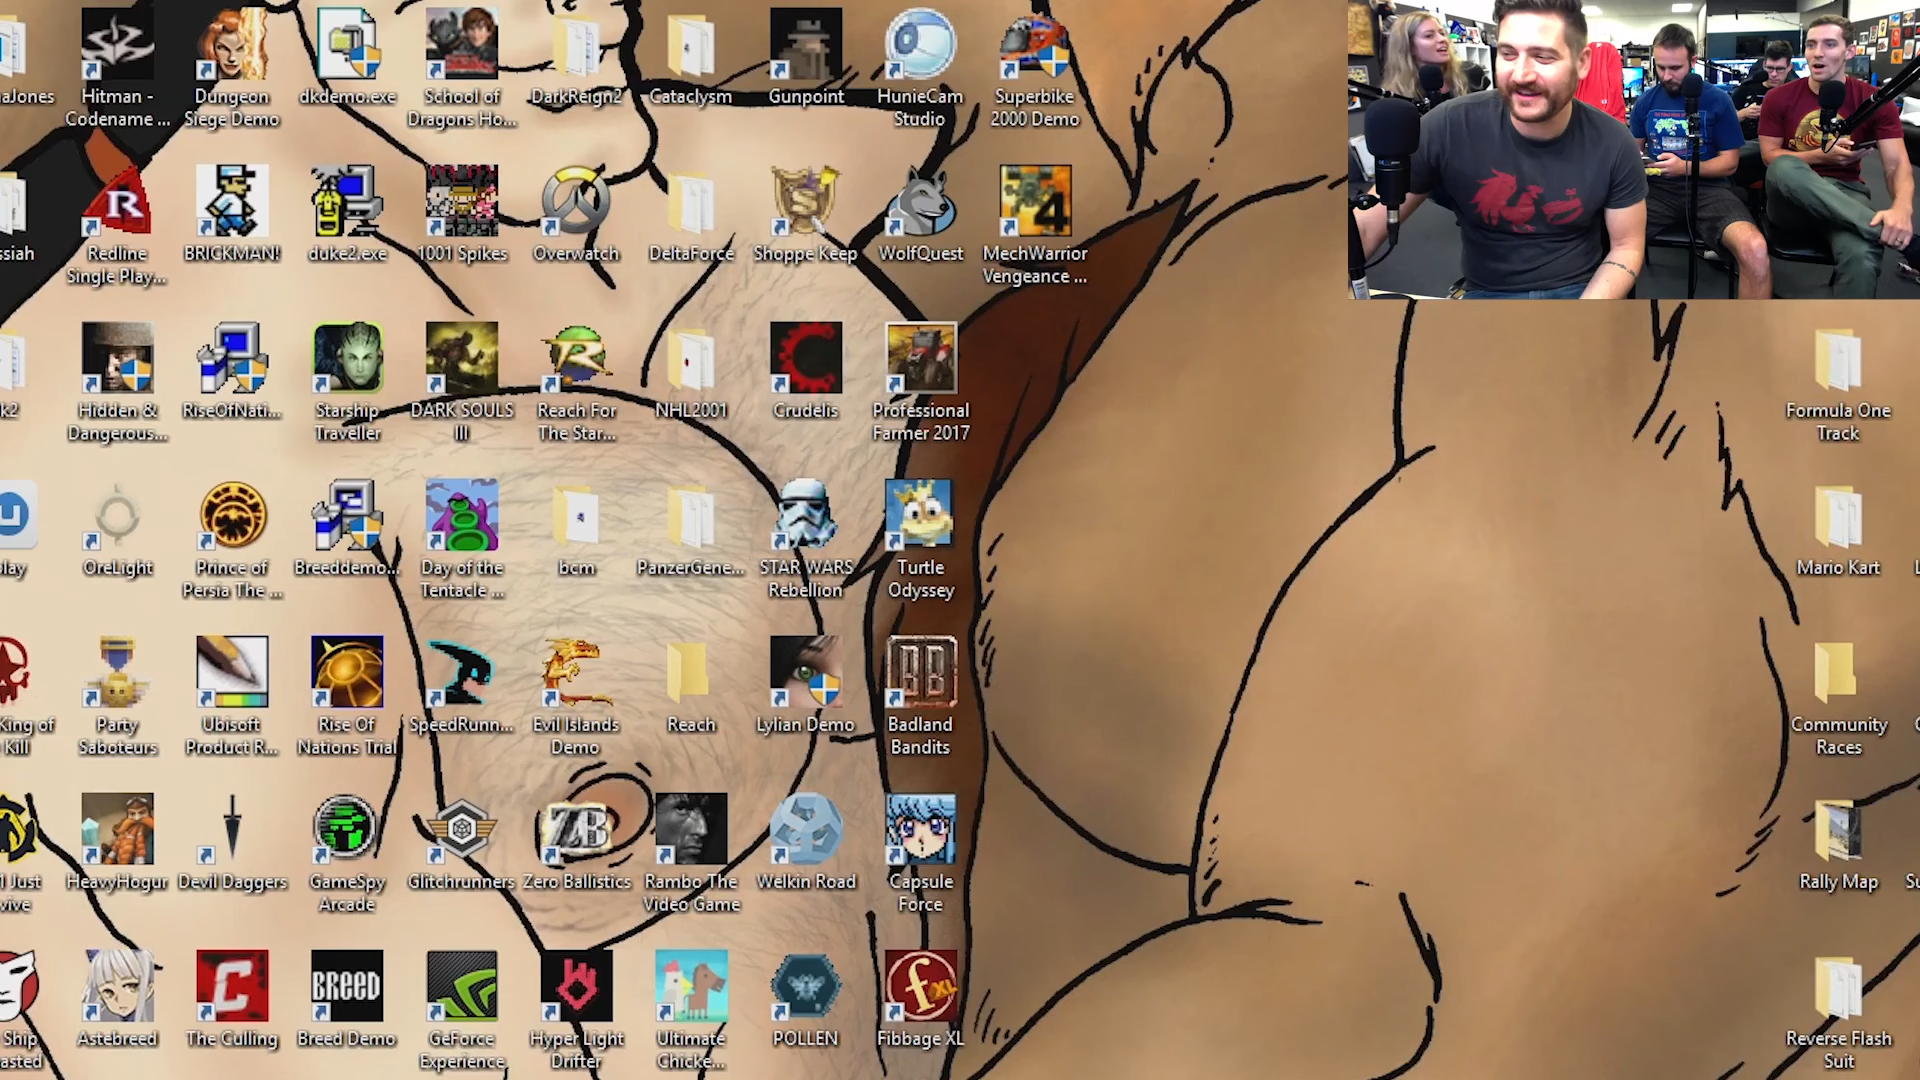 aJones
Hitman -
Codename ...
Dungeon
Siege Demo
dkdemo.exe
School of
Dragons Ho...
DarkReign2
Cataclysm
Gunpoint
HunieCam
Studio
Superbike
2000 Demo
ssiah
Redline
Single Play...
BRICKMAN!
duke2.exe
1001 Spikes
Overwatch
DeltaForce
Shoppe Keep
WolfQuest
MechWarrior
Vengeance ...
4
k2
Hidden &
Dangerous...
RiseOfNati...
Starship
Traveller
DARK SOULS
III
Reach For
The Star...
NHL2001
Crudelis
Professional
Farmer 2017
Formula One
Track
lay
OreLight
Prince of
Persia The ...
Breeddemo...
Day of the
Tentacle ...
bcm
PanzerGene...
STAR WARS
Rebellion
Turtle
Odyssey
Mario Kart
King of
Kill
Party
Saboteurs
Ubisoft
Product R...
Rise Of
Nations Trial
SpeedRunn...
Evil Islands
Demo
Reach
Lylian Demo
BB
Badland
Bandits
Community
Races
1 Just
vive
HeavyHogur
Devil Daggers
GameSpy
Arcade
Glitchrunners
ZB
Zero Ballistics
Rambo The
Video Game
Welkin Road
Capsule
Force
Rally Map
Su
Ship
asted
Astebreed
C
The Culling
BREED
Breed Demo
GeForce
Experience
Hyper Light
Drifter
Ultimate
Chicke...
POLLEN
f XL
Fibbage XL
Reverse Flash
Suit